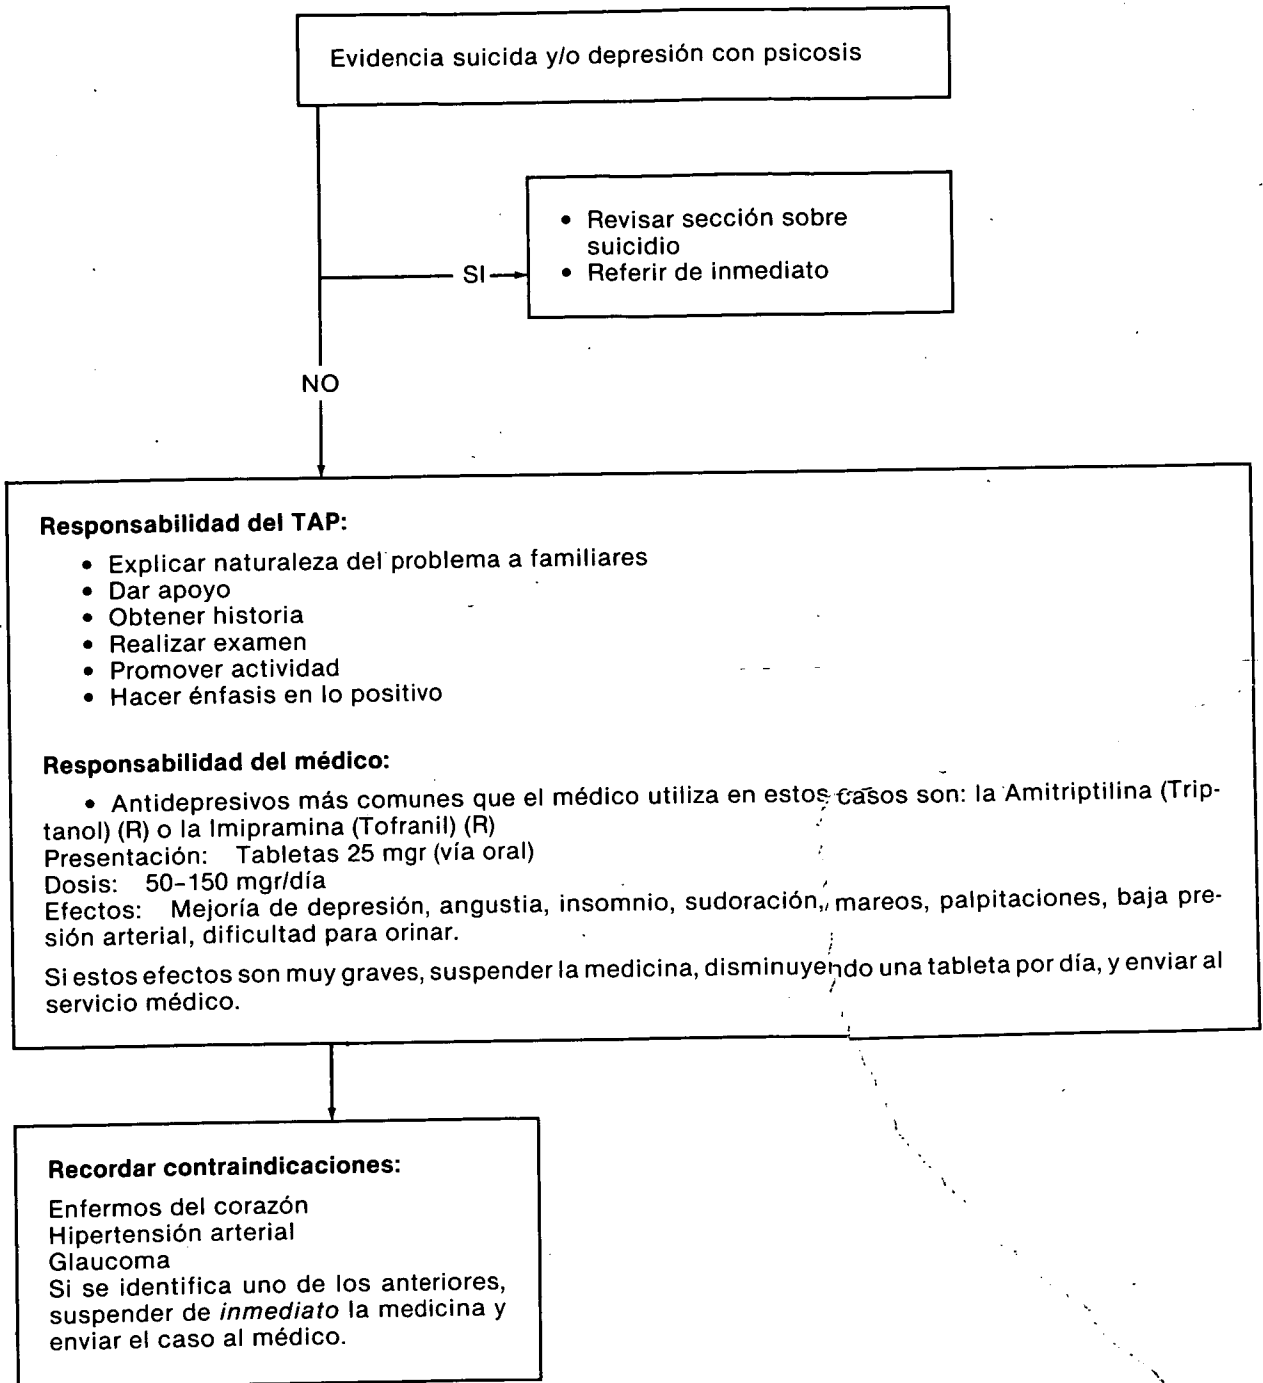 Evidencia suicida y/o depresión con psicosis
• Revisar sección sobre
suicidio
• Referir de inmediato
SI
NO
Responsabilidad del TAP:
• Explicar naturaleza del problema a familiares
• Dar apoyo
• Obtener historia
• Realizar examen
• Promover actividad
• Hacer énfasis en lo positivo
Responsabilidad del médico:
• Antidepresivos más comunes que el médico utiliza en estos casos son: la Amitriptilina (Trip-
tanol) (R) o la Imipramina (Tofranil) (R)
Presentación: Tabletas 25 mgr (vía oral)
Dosis: 50-150 mgr/día
Efectos: Mejoría de depresión, angustia, insomnio, sudoración, mareos, palpitaciones, baja pre-
sión arterial, dificultad para orinar.
Si estos efectos son muy graves, suspender la medicina, disminuyendo una tableta por día, y enviar al
servicio médico.
Recordar contraindicaciones:
Enfermos del corazón
Hipertensión arterial
Glaucoma
Si se identifica uno de los anteriores,
suspender de inmediato la medicina y
enviar el caso al médico.